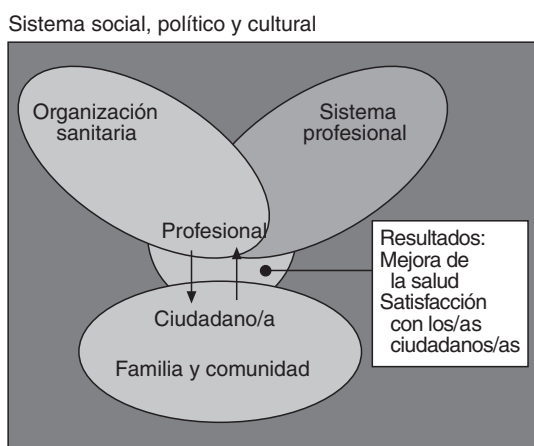 Sistema social, político y cultural
Organización
sanitaria
Sistema
profesional
Profesional
Resultados:
Mejora de
la salud
Satisfacción
con los/as
ciudadanos/as
Ciudadano/a
Familia y comunidad